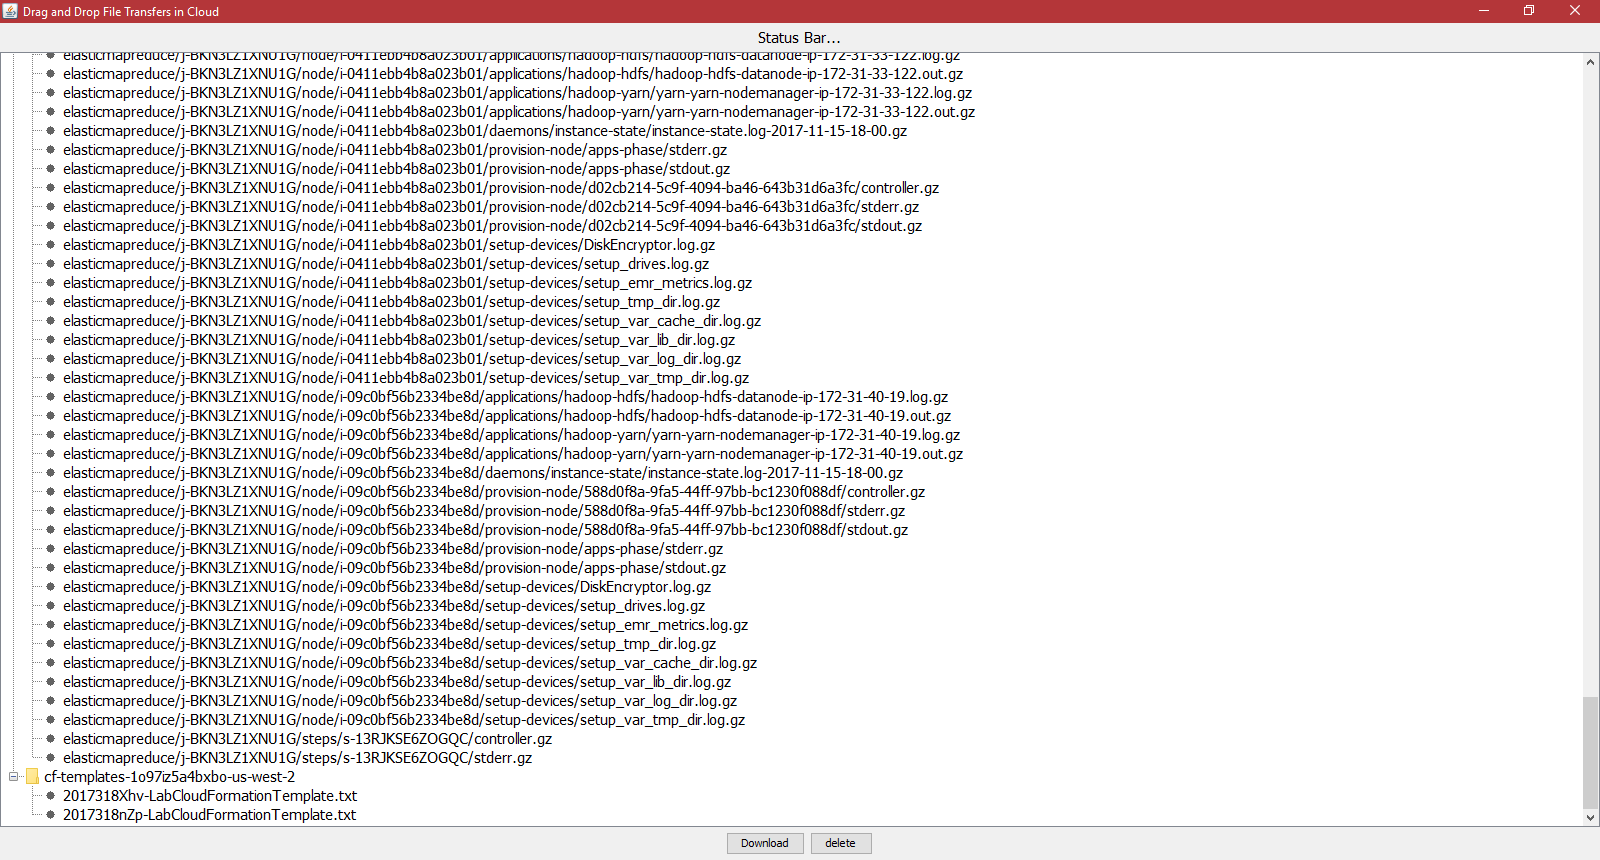 Drag and Drop File Transfers in Cloud
Status Bar...
elasticmapreduce/j-BKN3LZ1XNU1G/node/i-0411ebb4b8a023b01/applications/hadoop-hdfs/hadoop-hdfs-datanode-ip-172-31-33-122.log.gz
elasticmapreduce/j-BKN3LZ1XNU1G/node/i-0411ebb4b8a023b01/applications/hadoop-hdfs/hadoop-hdfs-datanode-ip-172-31-33-122.out.gz
elasticmapreduce/j-BKN3LZ1XNU1G/node/i-0411ebb4b8a023b01/applications/hadoop-yarn/yarn-yarn-nodemanager-ip-172-31-33-122.log.gz
elasticmapreduce/j-BKN3LZ1XNU1G/node/i-0411ebb4b8a023b01/applications/hadoop-yarn/yarn-yarn-nodemanager-ip-172-31-33-122.out.gz
elasticmapreduce/j-BKN3LZ1XNU1G/node/i-0411ebb4b8a023b01/daemons/instance-state/instance-state.log-2017-11-15-18-00.gz
elasticmapreduce/j-BKN3LZ1XNU1G/node/i-0411ebb4b8a023b01/provision-node/apps-phase/stderr.gz
elasticmapreduce/j-BKN3LZ1XNU1G/node/i-0411ebb4b8a023b01/provision-node/apps-phase/stdout.gz
elasticmapreduce/j-BKN3LZ1XNU1G/node/i-0411ebb4b8a023b01/provision-node/d02cb214-5c9f-4094-ba46-643b31d6a3fc/controller.gz
elasticmapreduce/j-BKN3LZ1XNU1G/node/i-0411ebb4b8a023b01/provision-node/d02cb214-5c9f-4094-ba46-643b31d6a3fc/stderr.gz
elasticmapreduce/j-BKN3LZ1XNU1G/node/i-0411ebb4b8a023b01/provision-node/d02cb214-5c9f-4094-ba46-643b31d6a3fc/stdout.gz
elasticmapreduce/j-BKN3LZ1XNU1G/node/i-0411ebb4b8a023b01/setup-devices/DiskEncryptor.log.gz
elasticmapreduce/j-BKN3LZ1XNU1G/node/i-0411ebb4b8a023b01/setup-devices/setup_drives.log.gz
elasticmapreduce/j-BKN3LZ1XNU1G/node/i-0411ebb4b8a023b01/setup-devices/setup_emr_metrics.log.gz
elasticmapreduce/j-BKN3LZ1XNU1G/node/i-0411ebb4b8a023b01/setup-devices/setup_tmp_dir.log.gz
elasticmapreduce/j-BKN3LZ1XNU1G/node/i-0411ebb4b8a023b01/setup-devices/setup_var_cache_dir.log.gz
elasticmapreduce/j-BKN3LZ1XNU1G/node/i-0411ebb4b8a023b01/setup-devices/setup_var_lib_dir.log.gz
elasticmapreduce/j-BKN3LZ1XNU1G/node/i-0411ebb4b8a023b01/setup-devices/setup_var_log_dir.log.gz
elasticmapreduce/j-BKN3LZ1XNU1G/node/i-0411ebb4b8a023b01/setup-devices/setup_var_tmp_dir.log.gz
elasticmapreduce/j-BKN3LZ1XNU1G/node/i-09c0bf56b2334be8d/applications/hadoop-hdfs/hadoop-hdfs-datanode-ip-172-31-40-19.log.gz
elasticmapreduce/j-BKN3LZ1XNU1G/node/i-09c0bf56b2334be8d/applications/hadoop-hdfs/hadoop-hdfs-datanode-ip-172-31-40-19.out.gz
elasticmapreduce/j-BKN3LZ1XNU1G/node/i-09c0bf56b2334be8d/applications/hadoop-yarn/yarn-yarn-nodemanager-ip-172-31-40-19.log.gz
elasticmapreduce/j-BKN3LZ1XNU1G/node/i-09c0bf56b2334be8d/applications/hadoop-yarn/yarn-yarn-nodemanager-ip-172-31-40-19.out.gz
elasticmapreduce/j-BKN3LZ1XNU1G/node/i-09c0bf56b2334be8d/daemons/instance-state/instance-state.log-2017-11-15-18-00.gz
elasticmapreduce/j-BKN3LZ1XNU1G/node/i-09c0bf56b2334be8d/provision-node/588d0f8a-9fa5-44ff-97bb-bc1230f088df/controller.gz
elasticmapreduce/j-BKN3LZ1XNU1G/node/i-09c0bf56b2334be8d/provision-node/588d0f8a-9fa5-44ff-97bb-bc1230f088df/stderr.gz
elasticmapreduce/j-BKN3LZ1XNU1G/node/i-09c0bf56b2334be8d/provision-node/588d0f8a-9fa5-44ff-97bb-bc1230f088df/stdout.gz
elasticmapreduce/j-BKN3LZ1XNU1G/node/i-09c0bf56b2334be8d/provision-node/apps-phase/stderr.gz
elasticmapreduce/j-BKN3LZ1XNU1G/node/i-09c0bf56b2334be8d/provision-node/apps-phase/stdout.gz
elasticmapreduce/j-BKN3LZ1XNU1G/node/i-09c0bf56b2334be8d/setup-devices/DiskEncryptor.log.gz
elasticmapreduce/j-BKN3LZ1XNU1G/node/i-09c0bf56b2334be8d/setup-devices/setup_drives.log.gz
elasticmapreduce/j-BKN3LZ1XNU1G/node/i-09c0bf56b2334be8d/setup-devices/setup_emr_metrics.log.gz
elasticmapreduce/j-BKN3LZ1XNU1G/node/i-09c0bf56b2334be8d/setup-devices/setup_tmp_dir.log.gz
elasticmapreduce/j-BKN3LZ1XNU1G/node/i-09c0bf56b2334be8d/setup-devices/setup_var_cache_dir.log.gz
elasticmapreduce/j-BKN3LZ1XNU1G/node/i-09c0bf56b2334be8d/setup-devices/setup_var_lib_dir.log.gz
elasticmapreduce/j-BKN3LZ1XNU1G/node/i-09c0bf56b2334be8d/setup-devices/setup_var_log_dir.log.gz
elasticmapreduce/j-BKN3LZ1XNU1G/node/i-09c0bf56b2334be8d/setup-devices/setup_var_tmp_dir.log.gz
elasticmapreduce/j-BKN3LZ1XNU1G/steps/s-13RJKSE6ZOGQC/controller.gz
elasticmapreduce/j-BKN3LZ1XNU1G/steps/s-13RJKSE6ZOGQC/stderr.gz
cf-templates-1o97iz5a4bxbo-us-west-2
2017318Xhv-LabCloudFormationTemplate.txt
2017318nZp-LabCloudFormationTemplate.txt
Download delete